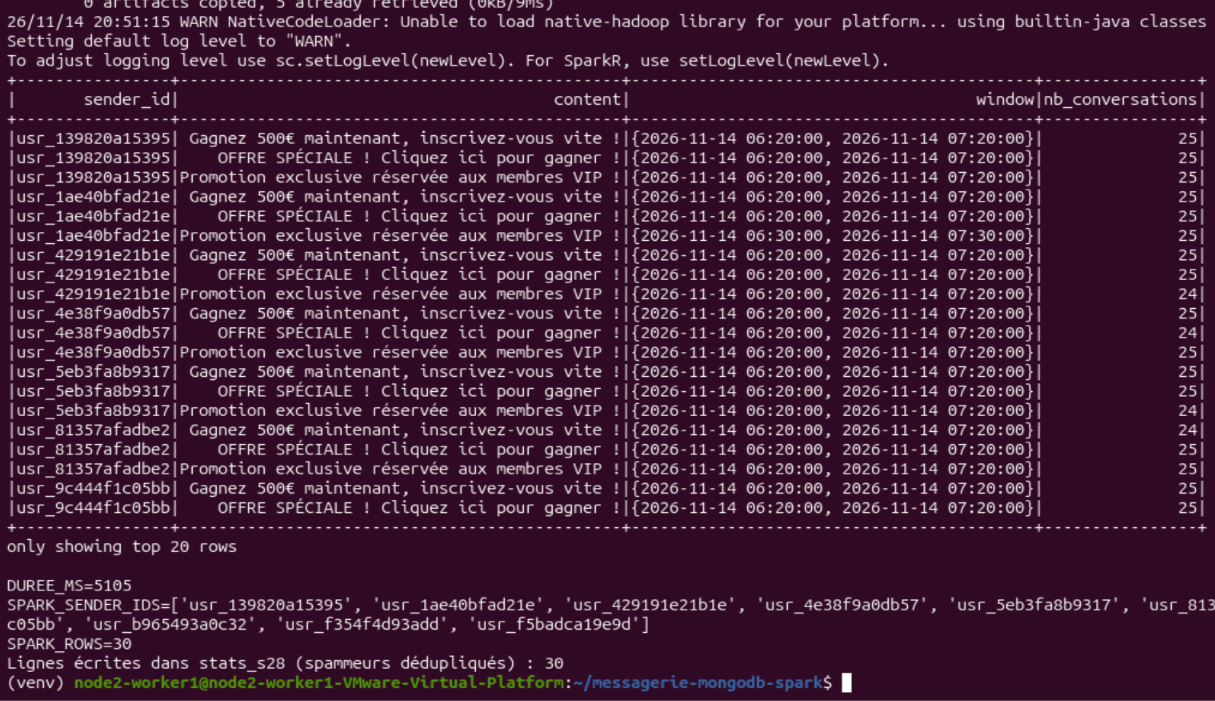 0 artifacts copied, 5 already retrieved (0kB/9ms)
26/11/14 20:51:15 WARN NativeCodeLoader: Unable to load native-hadoop library for your platform... using builtin-java classes
Setting default log level to "WARN".
To adjust logging level use sc.setLogLevel(newLevel). For SparkR, use setLogLevel(newLevel).
+----------------+----------------------------------------------+------------------------------------------+----------------+
|       sender_id|                                       content|                                    window|nb_conversations|
+----------------+----------------------------------------------+------------------------------------------+----------------+
|usr_139820a15395| Gagnez 500€ maintenant, inscrivez-vous vite !|{2026-11-14 06:20:00, 2026-11-14 07:20:00}|              25|
|usr_139820a15395|    OFFRE SPÉCIALE ! Cliquez ici pour gagner !|{2026-11-14 06:20:00, 2026-11-14 07:20:00}|              25|
|usr_139820a15395|Promotion exclusive réservée aux membres VIP !|{2026-11-14 06:20:00, 2026-11-14 07:20:00}|              25|
|usr_1ae40bfad21e| Gagnez 500€ maintenant, inscrivez-vous vite !|{2026-11-14 06:20:00, 2026-11-14 07:20:00}|              25|
|usr_1ae40bfad21e|    OFFRE SPÉCIALE ! Cliquez ici pour gagner !|{2026-11-14 06:20:00, 2026-11-14 07:20:00}|              25|
|usr_1ae40bfad21e|Promotion exclusive réservée aux membres VIP !|{2026-11-14 06:30:00, 2026-11-14 07:30:00}|              25|
|usr_429191e21b1e| Gagnez 500€ maintenant, inscrivez-vous vite !|{2026-11-14 06:20:00, 2026-11-14 07:20:00}|              25|
|usr_429191e21b1e|    OFFRE SPÉCIALE ! Cliquez ici pour gagner !|{2026-11-14 06:20:00, 2026-11-14 07:20:00}|              25|
|usr_429191e21b1e|Promotion exclusive réservée aux membres VIP !|{2026-11-14 06:20:00, 2026-11-14 07:20:00}|              24|
|usr_4e38f9a0db57| Gagnez 500€ maintenant, inscrivez-vous vite !|{2026-11-14 06:20:00, 2026-11-14 07:20:00}|              25|
|usr_4e38f9a0db57|    OFFRE SPÉCIALE ! Cliquez ici pour gagner !|{2026-11-14 06:20:00, 2026-11-14 07:20:00}|              24|
|usr_4e38f9a0db57|Promotion exclusive réservée aux membres VIP !|{2026-11-14 06:20:00, 2026-11-14 07:20:00}|              25|
|usr_5eb3fa8b9317| Gagnez 500€ maintenant, inscrivez-vous vite !|{2026-11-14 06:20:00, 2026-11-14 07:20:00}|              25|
|usr_5eb3fa8b9317|    OFFRE SPÉCIALE ! Cliquez ici pour gagner !|{2026-11-14 06:20:00, 2026-11-14 07:20:00}|              25|
|usr_5eb3fa8b9317|Promotion exclusive réservée aux membres VIP !|{2026-11-14 06:20:00, 2026-11-14 07:20:00}|              24|
|usr_81357afadbe2| Gagnez 500€ maintenant, inscrivez-vous vite !|{2026-11-14 06:20:00, 2026-11-14 07:20:00}|              24|
|usr_81357afadbe2|    OFFRE SPÉCIALE ! Cliquez ici pour gagner !|{2026-11-14 06:20:00, 2026-11-14 07:20:00}|              25|
|usr_81357afadbe2|Promotion exclusive réservée aux membres VIP !|{2026-11-14 06:20:00, 2026-11-14 07:20:00}|              25|
|usr_9c444f1c05bb| Gagnez 500€ maintenant, inscrivez-vous vite !|{2026-11-14 06:20:00, 2026-11-14 07:20:00}|              25|
|usr_9c444f1c05bb|    OFFRE SPÉCIALE ! Cliquez ici pour gagner !|{2026-11-14 06:20:00, 2026-11-14 07:20:00}|              25|
+----------------+----------------------------------------------+------------------------------------------+----------------+
only showing top 20 rows
DUREE_MS=5105
SPARK_SENDER_IDS=['usr_139820a15395', 'usr_1ae40bfad21e', 'usr_429191e21b1e', 'usr_4e38f9a0db57', 'usr_5eb3fa8b9317', 'usr_813
c05bb', 'usr_b965493a0c32', 'usr_f354f4d93add', 'usr_f5badca19e9d']
SPARK_ROWS=30
Lignes écrites dans stats_s28 (spammeurs dédupliqués) : 30
(venv) node2-worker1@node2-worker1-VMware-Virtual-Platform:~/messagerie-mongodb-spark$